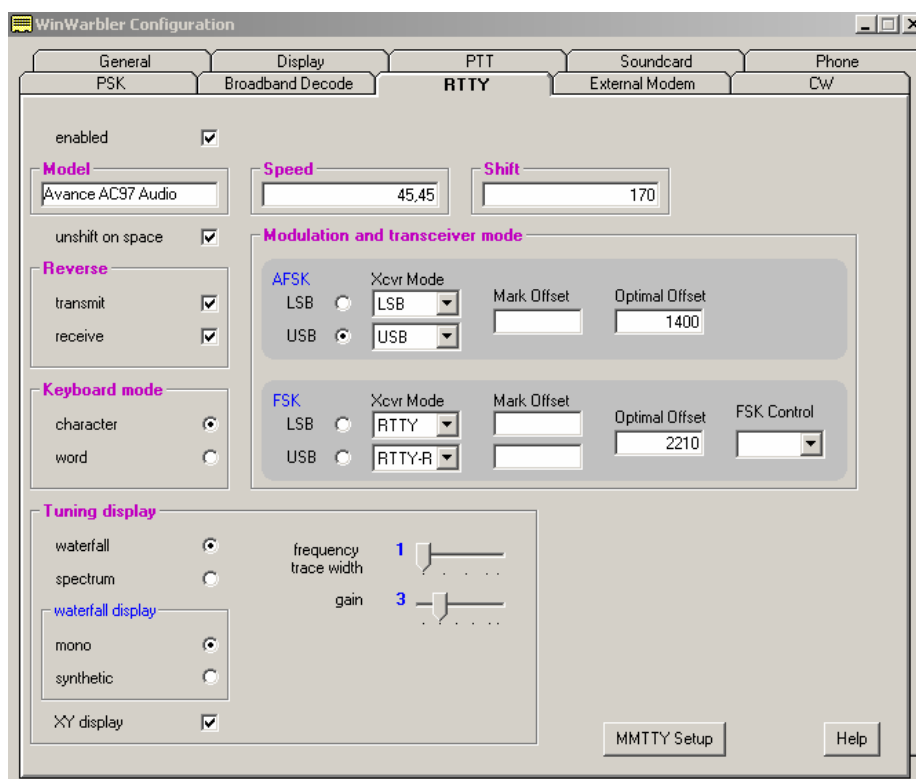 WinWarbler Configuration
General Display PTT Soundcard Phone
PSK Broadband Decode RTTY External Modem CW
enabled
Model
Avance AC97 Audio
Speed
45,45
Shift
170
unshift on space
Reverse
transmit
receive
Keyboard mode
character
word
Modulation and transceiver mode
AFSK Xcvr Mode Mark Offset Optimal Offset
LSB LSB 1400
USB USB
FSK Xcvr Mode Mark Offset Optimal Offset FSK Control
LSB RTTY 2210
USB RTTY-R
Tuning display
waterfall
spectrum
waterfall display
mono
synthetic
XY display
frequency trace width 1
gain 3
MMTTY Setup Help